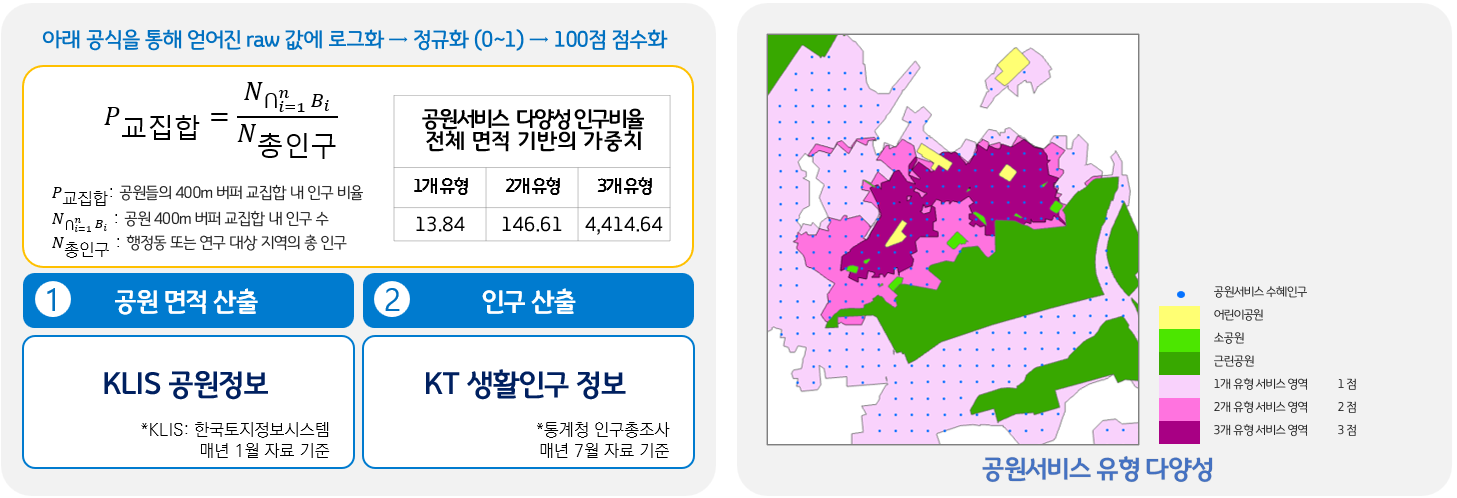 아래 공식을 통해 얻어진 raw 값에 로그화 → 정규화 (0~1) → 100점 점수화
P교집합 = N⋂ⁿᵢ₌₁ Bᵢ / N총인구
P교집합 : 공원들의 400m 버퍼 교집합 내 인구 비율
N⋂ⁿᵢ₌₁ Bᵢ : 공원 400m 버퍼 교집합 내 인구 수
N총인구 : 행정동 또는 연구 대상 지역의 총 인구
공원서비스 다양성 인구비율
전체 면적 기반의 가중치
1개 유형 2개 유형 3개 유형
13.84 146.61 4,414.64
1 공원 면적 산출
KLIS 공원정보
*KLIS: 한국토지정보시스템
매년 1월 자료 기준
2 인구 산출
KT 생활인구 정보
*통계청 인구총조사
매년 7월 자료 기준
공원서비스 수혜인구
어린이공원
소공원
근린공원
1개 유형 서비스 영역 1 점
2개 유형 서비스 영역 2 점
3개 유형 서비스 영역 3 점
공원서비스 유형 다양성